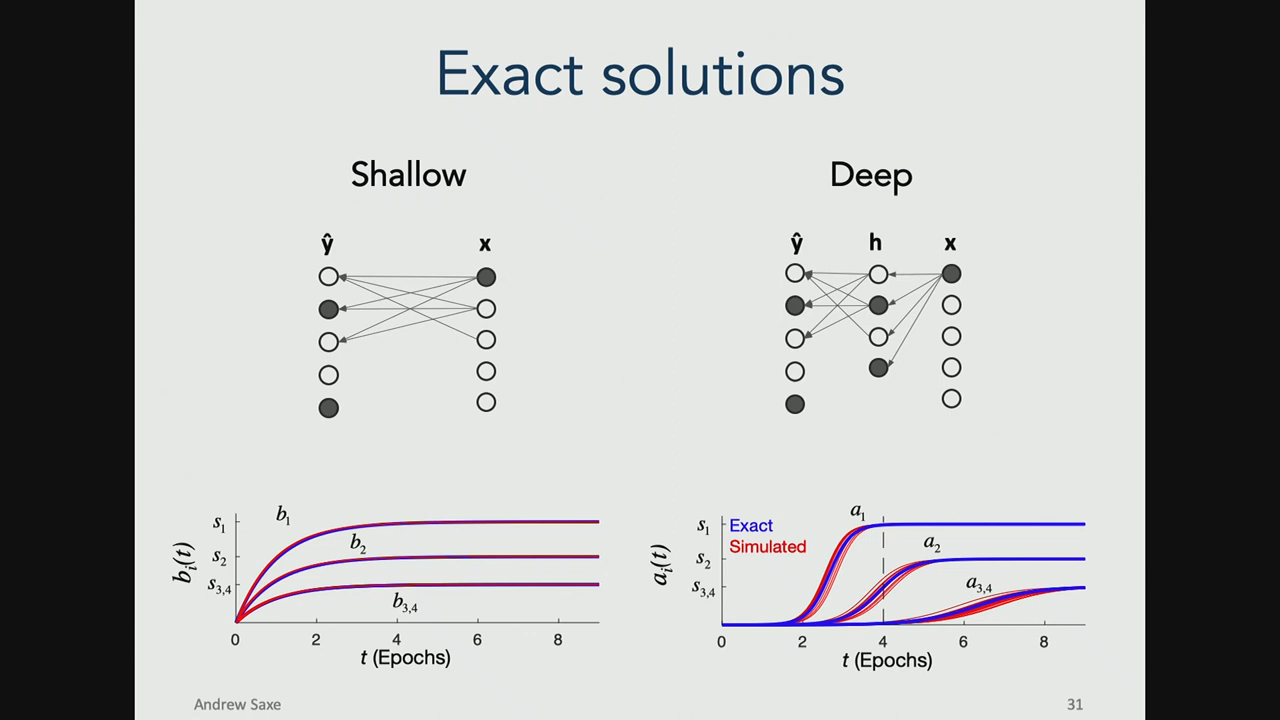 Exact solutions
Shallow
Deep
ŷ
x
ŷ
h
x
s1
s2
s3,4
bi(t)
b1
b2
b3,4
0 2 4 6 8
t (Epochs)
s1
s2
s3,4
ai(t)
Exact
Simulated
a1
a2
a3,4
0 2 4 6 8
t (Epochs)
Andrew Saxe
31